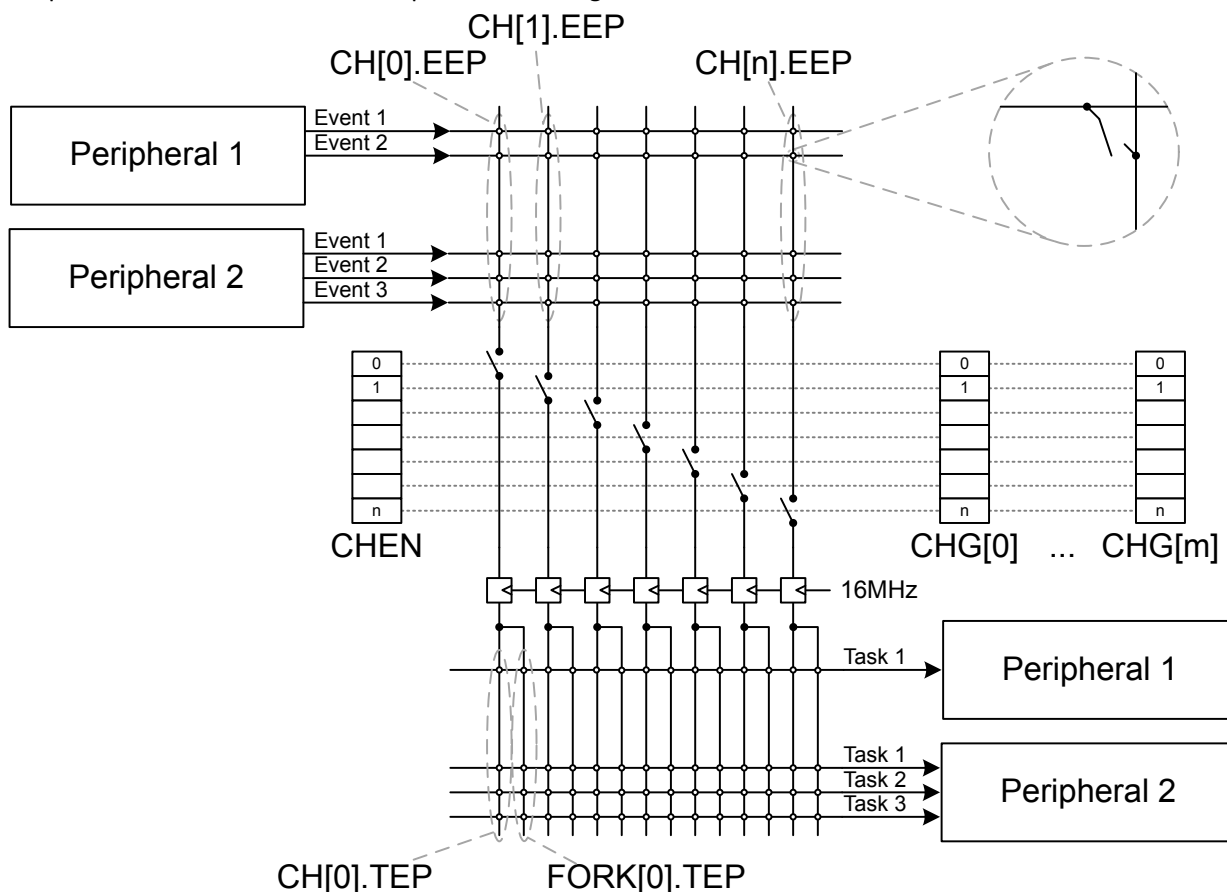 CH[1].EEP
CH[0].EEP
CH[n].EEP
Peripheral 1
Event 1
Event 2
Peripheral 2
Event 1
Event 2
Event 3
0 0 0
1 1 1
n n n
CHEN CHG[0] ... CHG[m]
16MHz
Task 1
Peripheral 1
Task 1
Task 2
Task 3
Peripheral 2
CH[0].TEP FORK[0].TEP